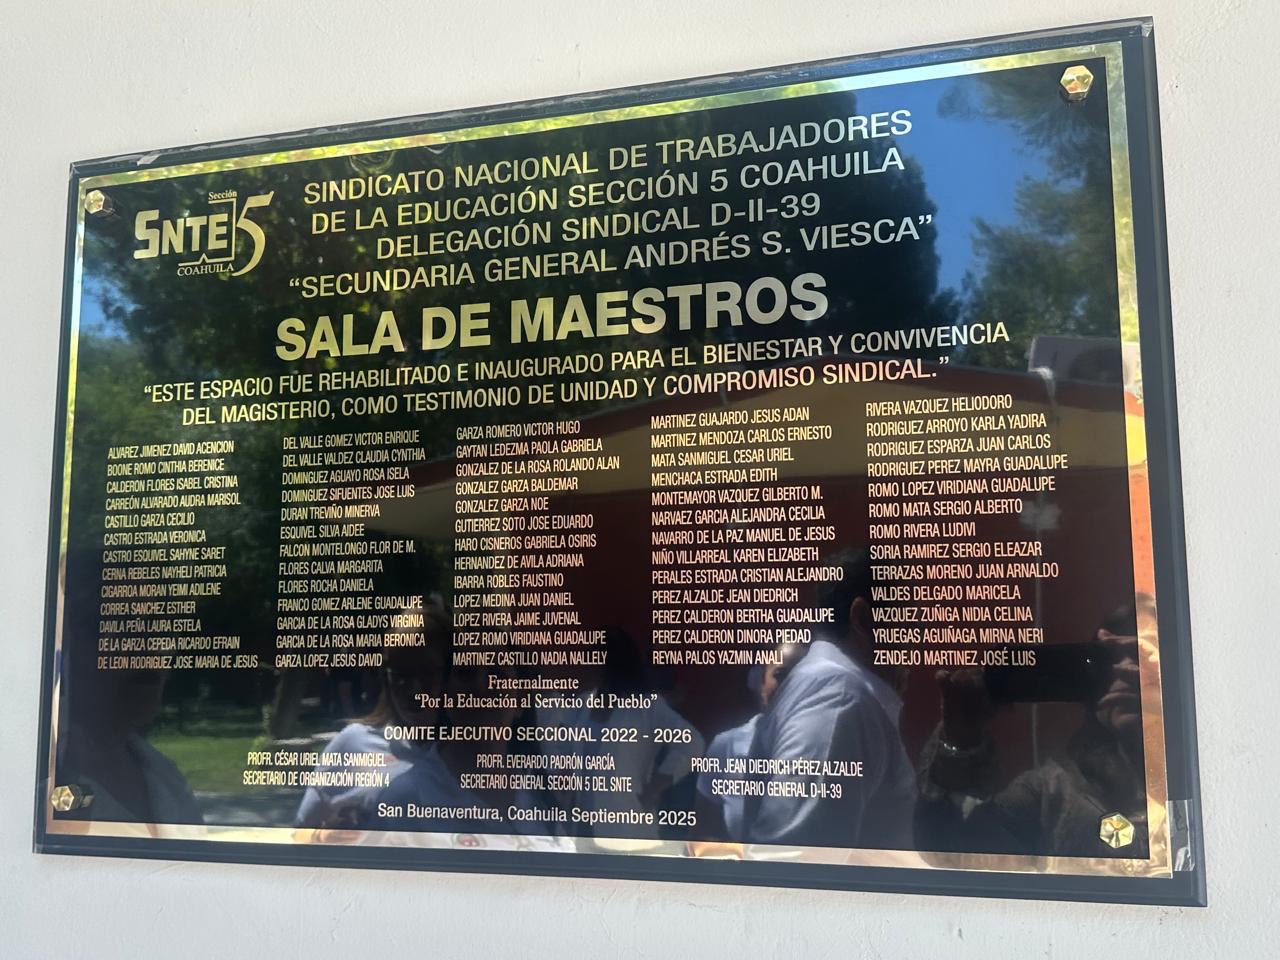 Sección
SNTE 5
COAHUILA
SINDICATO NACIONAL DE TRABAJADORES
DE LA EDUCACIÓN SECCIÓN 5 COAHUILA
DELEGACIÓN SINDICAL D-II-39
“SECUNDARIA GENERAL ANDRÉS S. VIESCA”
SALA DE MAESTROS
“ESTE ESPACIO FUE REHABILITADO E INAUGURADO PARA EL BIENESTAR Y CONVIVENCIA
DEL MAGISTERIO, COMO TESTIMONIO DE UNIDAD Y COMPROMISO SINDICAL.”
ALVAREZ JIMENEZ DAVID ACENCION
BOONE ROMO CINTHIA BERENICE
CALDERON FLORES ISABEL CRISTINA
CARREÓN ALVARADO AUDRA MARISOL
CASTILLO GARZA CECILIO
CASTRO ESTRADA VERONICA
CASTRO ESQUIVEL SAHYNE SARET
CERNA REBELES NAYHELI PATRICIA
CIGARROA MORAN YEIMI ADILENE
CORREA SANCHEZ ESTHER
DAVILA PEÑA LAURA ESTELA
DE LA GARZA CEPEDA RICARDO EFRAIN
DE LEON RODRIGUEZ JOSE MARIA DE JESUS
DEL VALLE GOMEZ VICTOR ENRIQUE
DEL VALLE VALDEZ CLAUDIA CYNTHIA
DOMINGUEZ AGUAYO ROSA ISELA
DOMINGUEZ SIFUENTES JOSE LUIS
DURAN TREVIÑO MINERVA
ESQUIVEL SILVA AIDEE
FALCON MONTELONGO FLOR DE M.
FLORES CALVA MARGARITA
FLORES ROCHA DANIELA
FRANCO GOMEZ ARLENE GUADALUPE
GARCIA DE LA ROSA GLADYS VIRGINIA
GARCIA DE LA ROSA MARIA BERONICA
GARZA LOPEZ JESUS DAVID
GARZA ROMERO VICTOR HUGO
GAYTAN LEDEZMA PAOLA GABRIELA
GONZALEZ DE LA ROSA ROLANDO ALAN
GONZALEZ GARZA BALDEMAR
GONZALEZ GARZA NOE
GUTIERREZ SOTO JOSE EDUARDO
HARO CISNEROS GABRIELA OSIRIS
HERNANDEZ DE AVILA ADRIANA
IBARRA ROBLES FAUSTINO
LOPEZ MEDINA JUAN DANIEL
LOPEZ RIVERA JAIME JUVENAL
LOPEZ ROMO VIRIDIANA GUADALUPE
MARTINEZ CASTILLO NADIA NALLELY
MARTINEZ GUAJARDO JESUS ADAN
MARTINEZ MENDOZA CARLOS ERNESTO
MATA SANMIGUEL CESAR URIEL
MENCHACA ESTRADA EDITH
MONTEMAYOR VAZQUEZ GILBERTO M.
NARVAEZ GARCIA ALEJANDRA CECILIA
NAVARRO DE LA PAZ MANUEL DE JESUS
NIÑO VILLARREAL KAREN ELIZABETH
PERALES ESTRADA CRISTIAN ALEJANDRO
PEREZ ALZALDE JEAN DIEDRICH
PEREZ CALDERON BERTHA GUADALUPE
PEREZ CALDERON DINORA PIEDAD
REYNA PALOS YAZMIN ANALI
RIVERA VAZQUEZ HELIODORO
RODRIGUEZ ARROYO KARLA YADIRA
RODRIGUEZ ESPARZA JUAN CARLOS
RODRIGUEZ PEREZ MAYRA GUADALUPE
ROMO LOPEZ VIRIDIANA GUADALUPE
ROMO MATA SERGIO ALBERTO
ROMO RIVERA LUDIVI
SORIA RAMIREZ SERGIO ELEAZAR
TERRAZAS MORENO JUAN ARNALDO
VALDES DELGADO MARICELA
VAZQUEZ ZUÑIGA NIDIA CELINA
YRUEGAS AGUIÑAGA MIRNA NERI
ZENDEJO MARTINEZ JOSÉ LUIS
Fraternalmente
“Por la Educación al Servicio del Pueblo”
COMITE EJECUTIVO SECCIONAL 2022 - 2026
PROFR. CÉSAR URIEL MATA SANMIGUEL
SECRETARIO DE ORGANIZACIÓN REGIÓN 4
PROFR. EVERARDO PADRÓN GARCÍA
SECRETARIO GENERAL SECCIÓN 5 DEL SNTE
PROFR. JEAN DIEDRICH PÉREZ ALZALDE
SECRETARIO GENERAL D-II-39
San Buenaventura, Coahuila Septiembre 2025